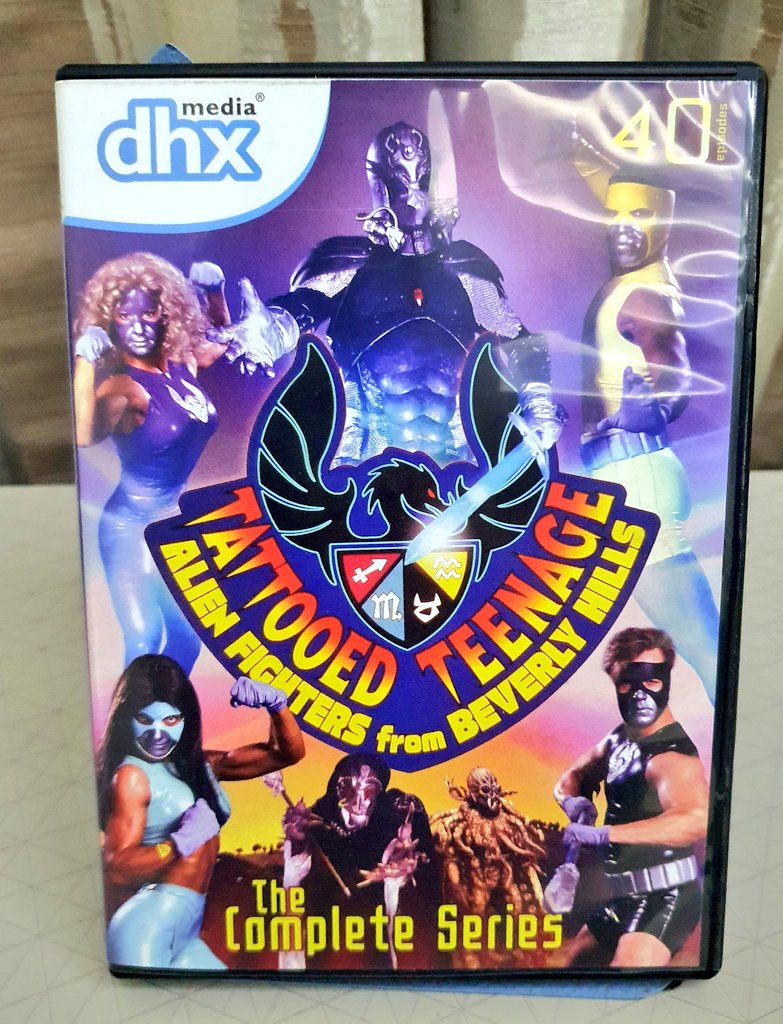 media®
dhx
40
episodes
TATTOOED TEENAGE
ALIEN FIGHTERS from BEVERLY HILLS
The
Complete Series